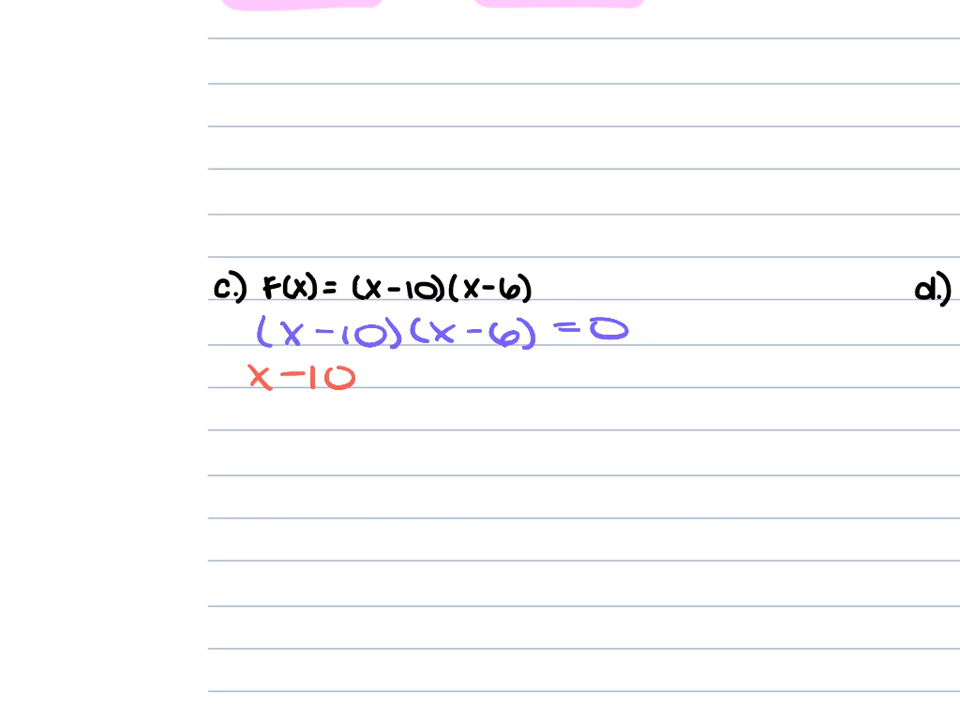 c.) F(x) = (x-10)(x-6)
d.)
(x-10)(x-6) = 0
x-10